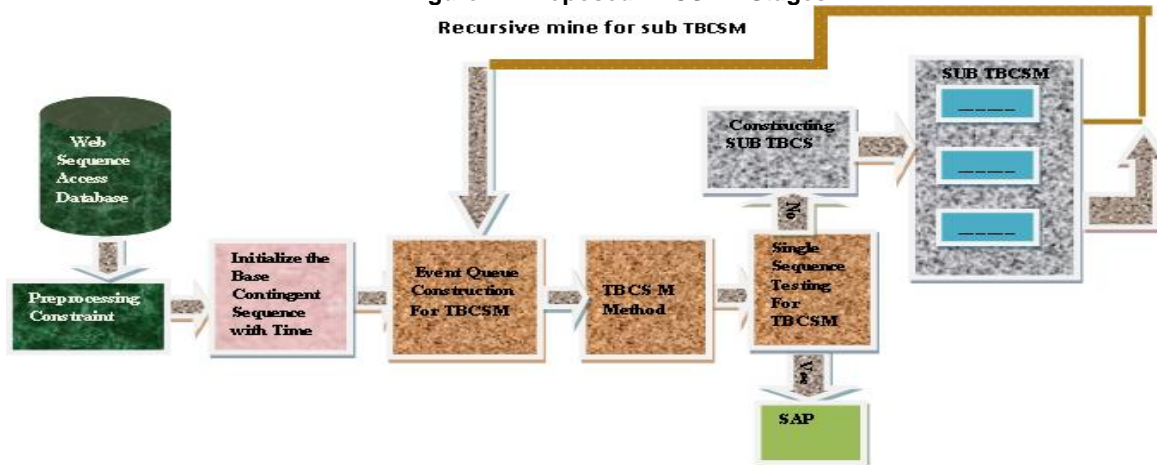 Recursive mine for sub TBCSM
SUB TBCSM
Constructing
SUB TBCS
Web
Sequence
Access
Database
No
Initialize the
Base
Contingent
Sequence
with Time
Event Queue
Construction
For TBCSM
TBCS-M
Method
Single
Sequence
Testing
For
TBCSM
Preprocessing
Constraint
Yes
SAP